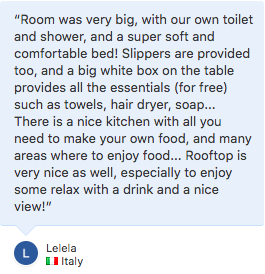 “Room was very big, with our own toilet
and shower, and a super soft and
comfortable bed! Slippers are provided
too, and a big white box on the table
provides all the essentials (for free)
such as towels, hair dryer, soap...
There is a nice kitchen with all you
need to make your own food, and many
areas where to enjoy food... Rooftop is
very nice as well, especially to enjoy
some relax with a drink and a nice
view!”
L
Lelela
Italy